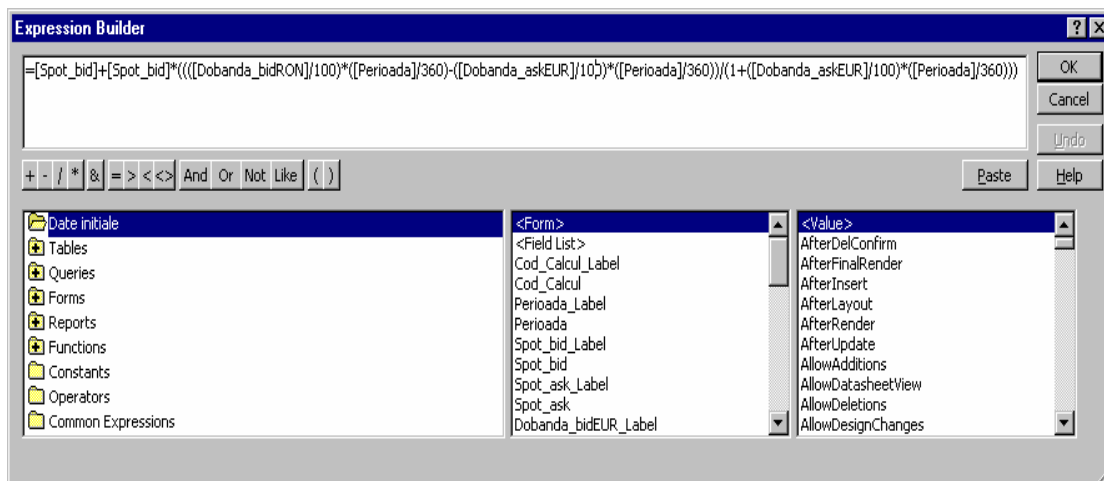 Expression Builder
=[Spot_bid]+[Spot_bid]*((([Dobanda_bidRON]/100)*([Perioada]/360)-([Dobanda_askEUR]/100)*([Perioada]/360))/(1+([Dobanda_askEUR]/100)*([Perioada]/360)))
OK
Cancel
Undo
+ - / * & = > < <> And Or Not Like ( )
Paste
Help
Date initiale
Tables
Queries
Forms
Reports
Functions
Constants
Operators
Common Expressions
<Form>
<Field List>
Cod_Calcul_Label
Cod_Calcul
Perioada_Label
Perioada
Spot_bid_Label
Spot_bid
Spot_ask_Label
Spot_ask
Dobanda_bidEUR_Label
<Value>
AfterDelConfirm
AfterFinalRender
AfterInsert
AfterLayout
AfterRender
AfterUpdate
AllowAdditions
AllowDatasheetView
AllowDeletions
AllowDesignChanges